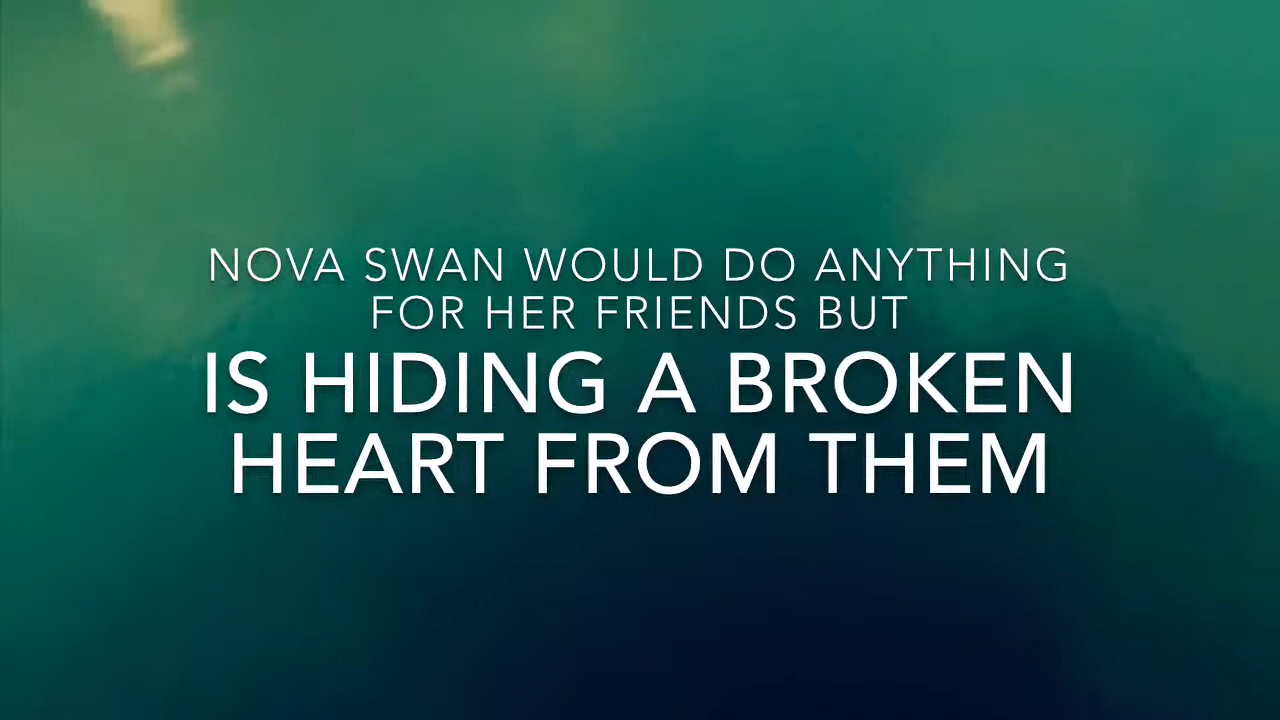 NOVA SWAN WOULD DO ANYTHING
FOR HER FRIENDS BUT
IS HIDING A BROKEN
HEART FROM THEM